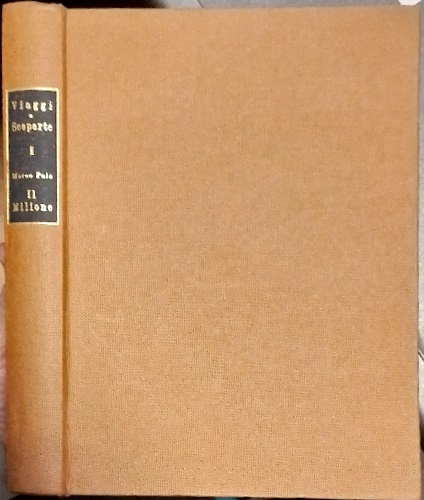 Viaggi
e
Scoperte
I
Marco Polo
Il
Milione